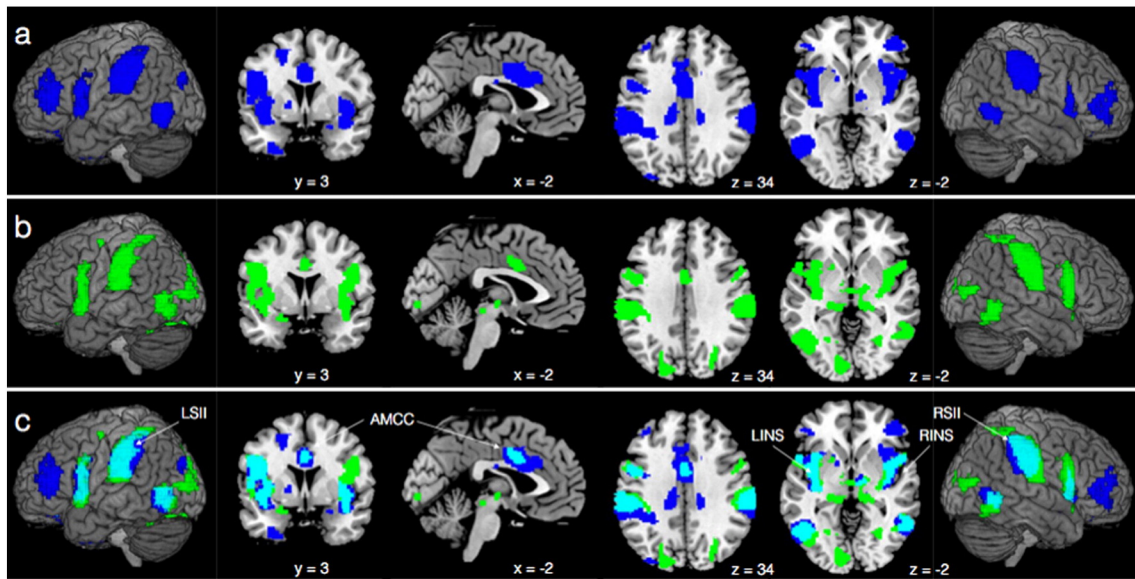 a
y = 3
x = -2
z = 34
z = -2
b
y = 3
x = -2
z = 34
z = -2
c
LSII
AMCC
LINS
RSII
RINS
y = 3
x = -2
z = 34
z = -2